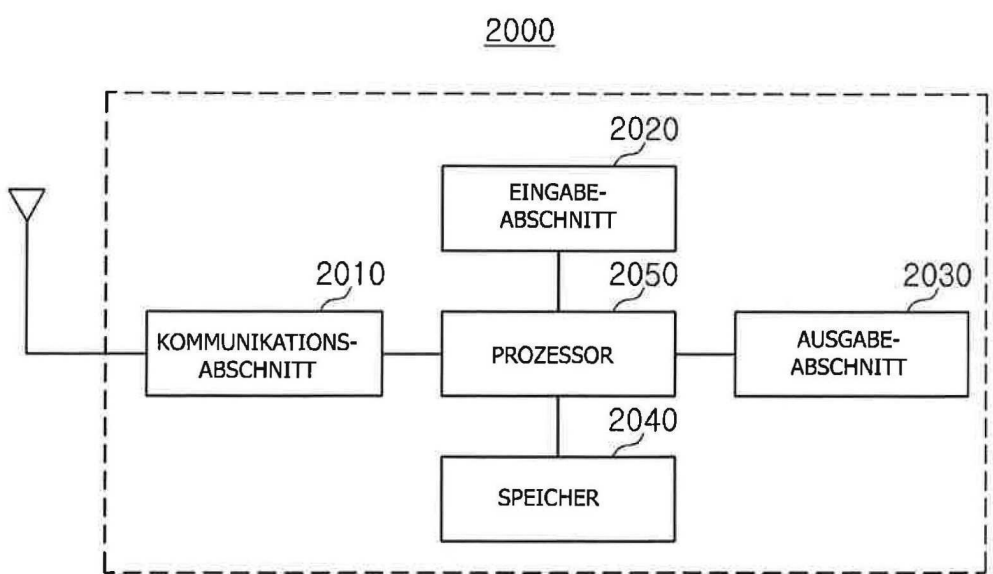 2000
2020
EINGABE-
ABSCHNITT
2010
2050
2030
KOMMUNIKATIONS-
ABSCHNITT
PROZESSOR
AUSGABE-
ABSCHNITT
2040
SPEICHER